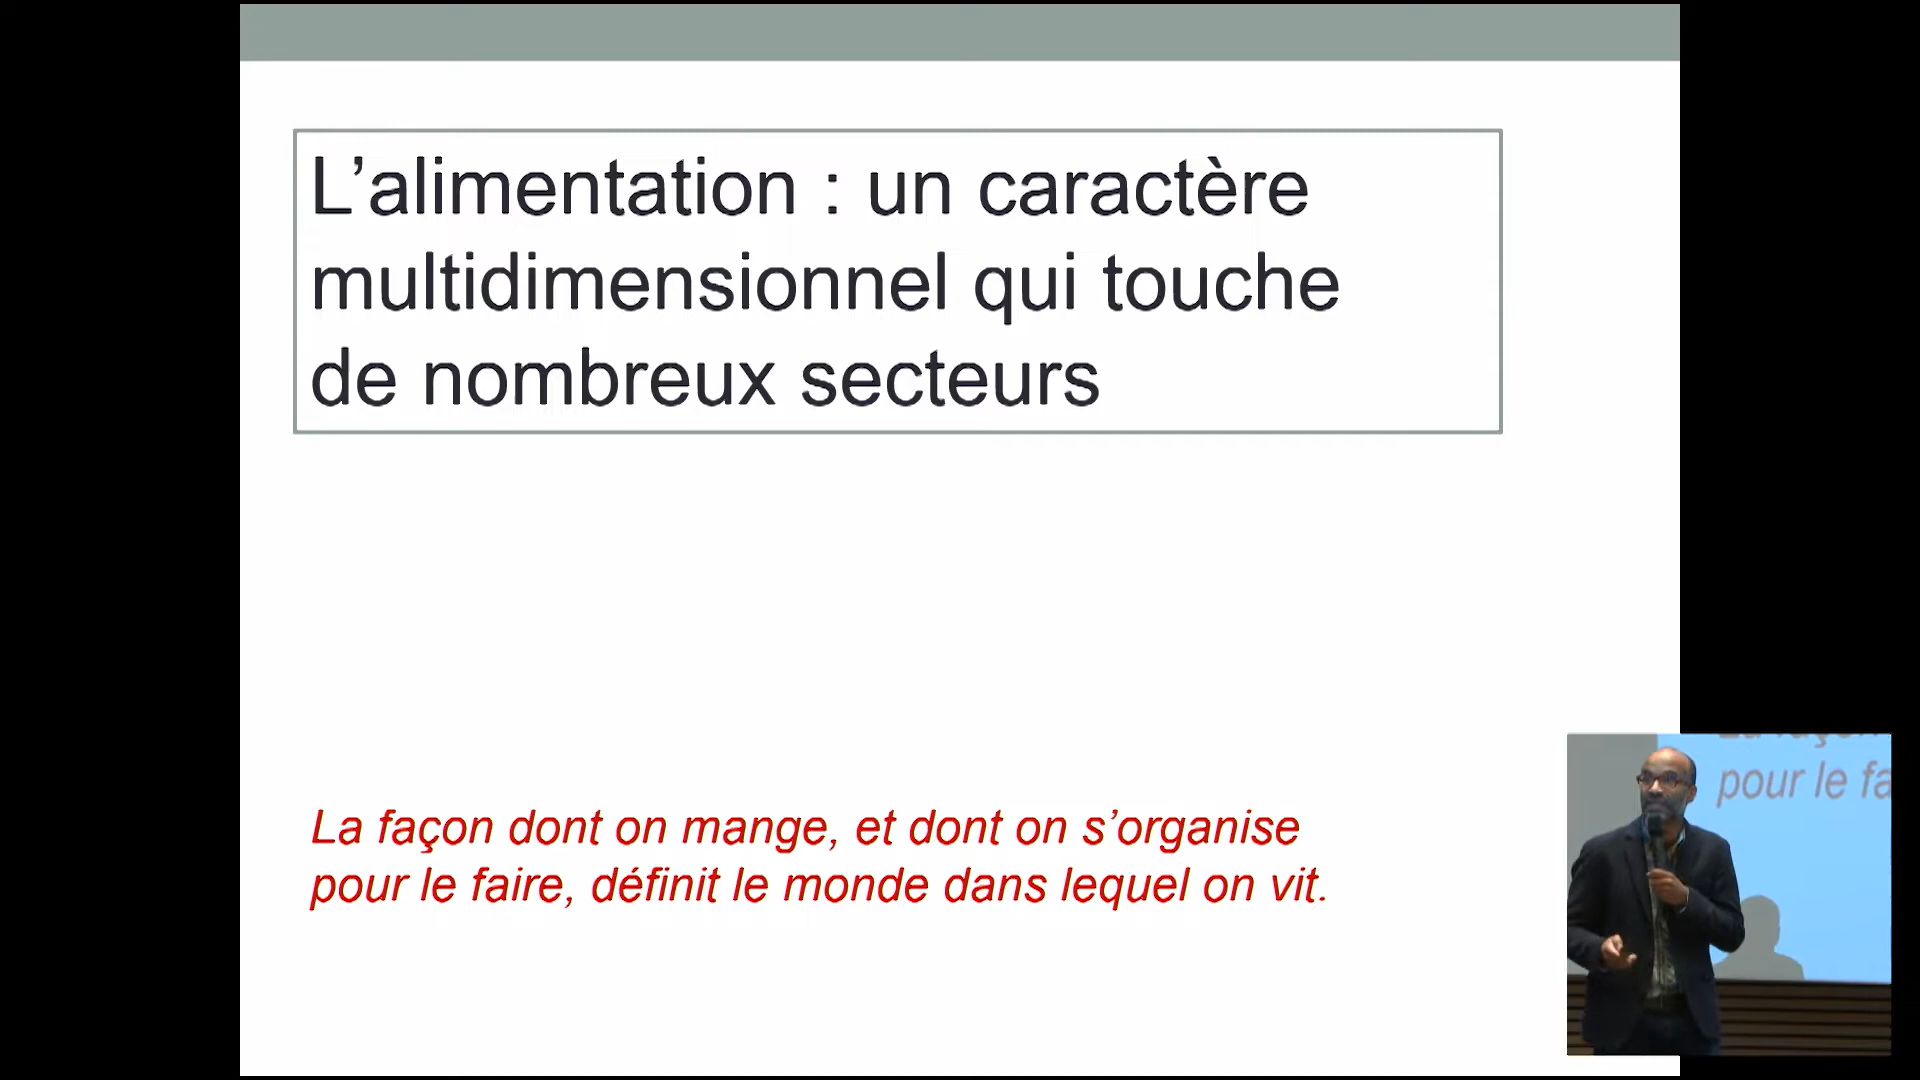 L’alimentation : un caractère
multidimensionnel qui touche
de nombreux secteurs
La façon dont on mange, et dont on s’organise
pour le faire, définit le monde dans lequel on vit.
pour le fa